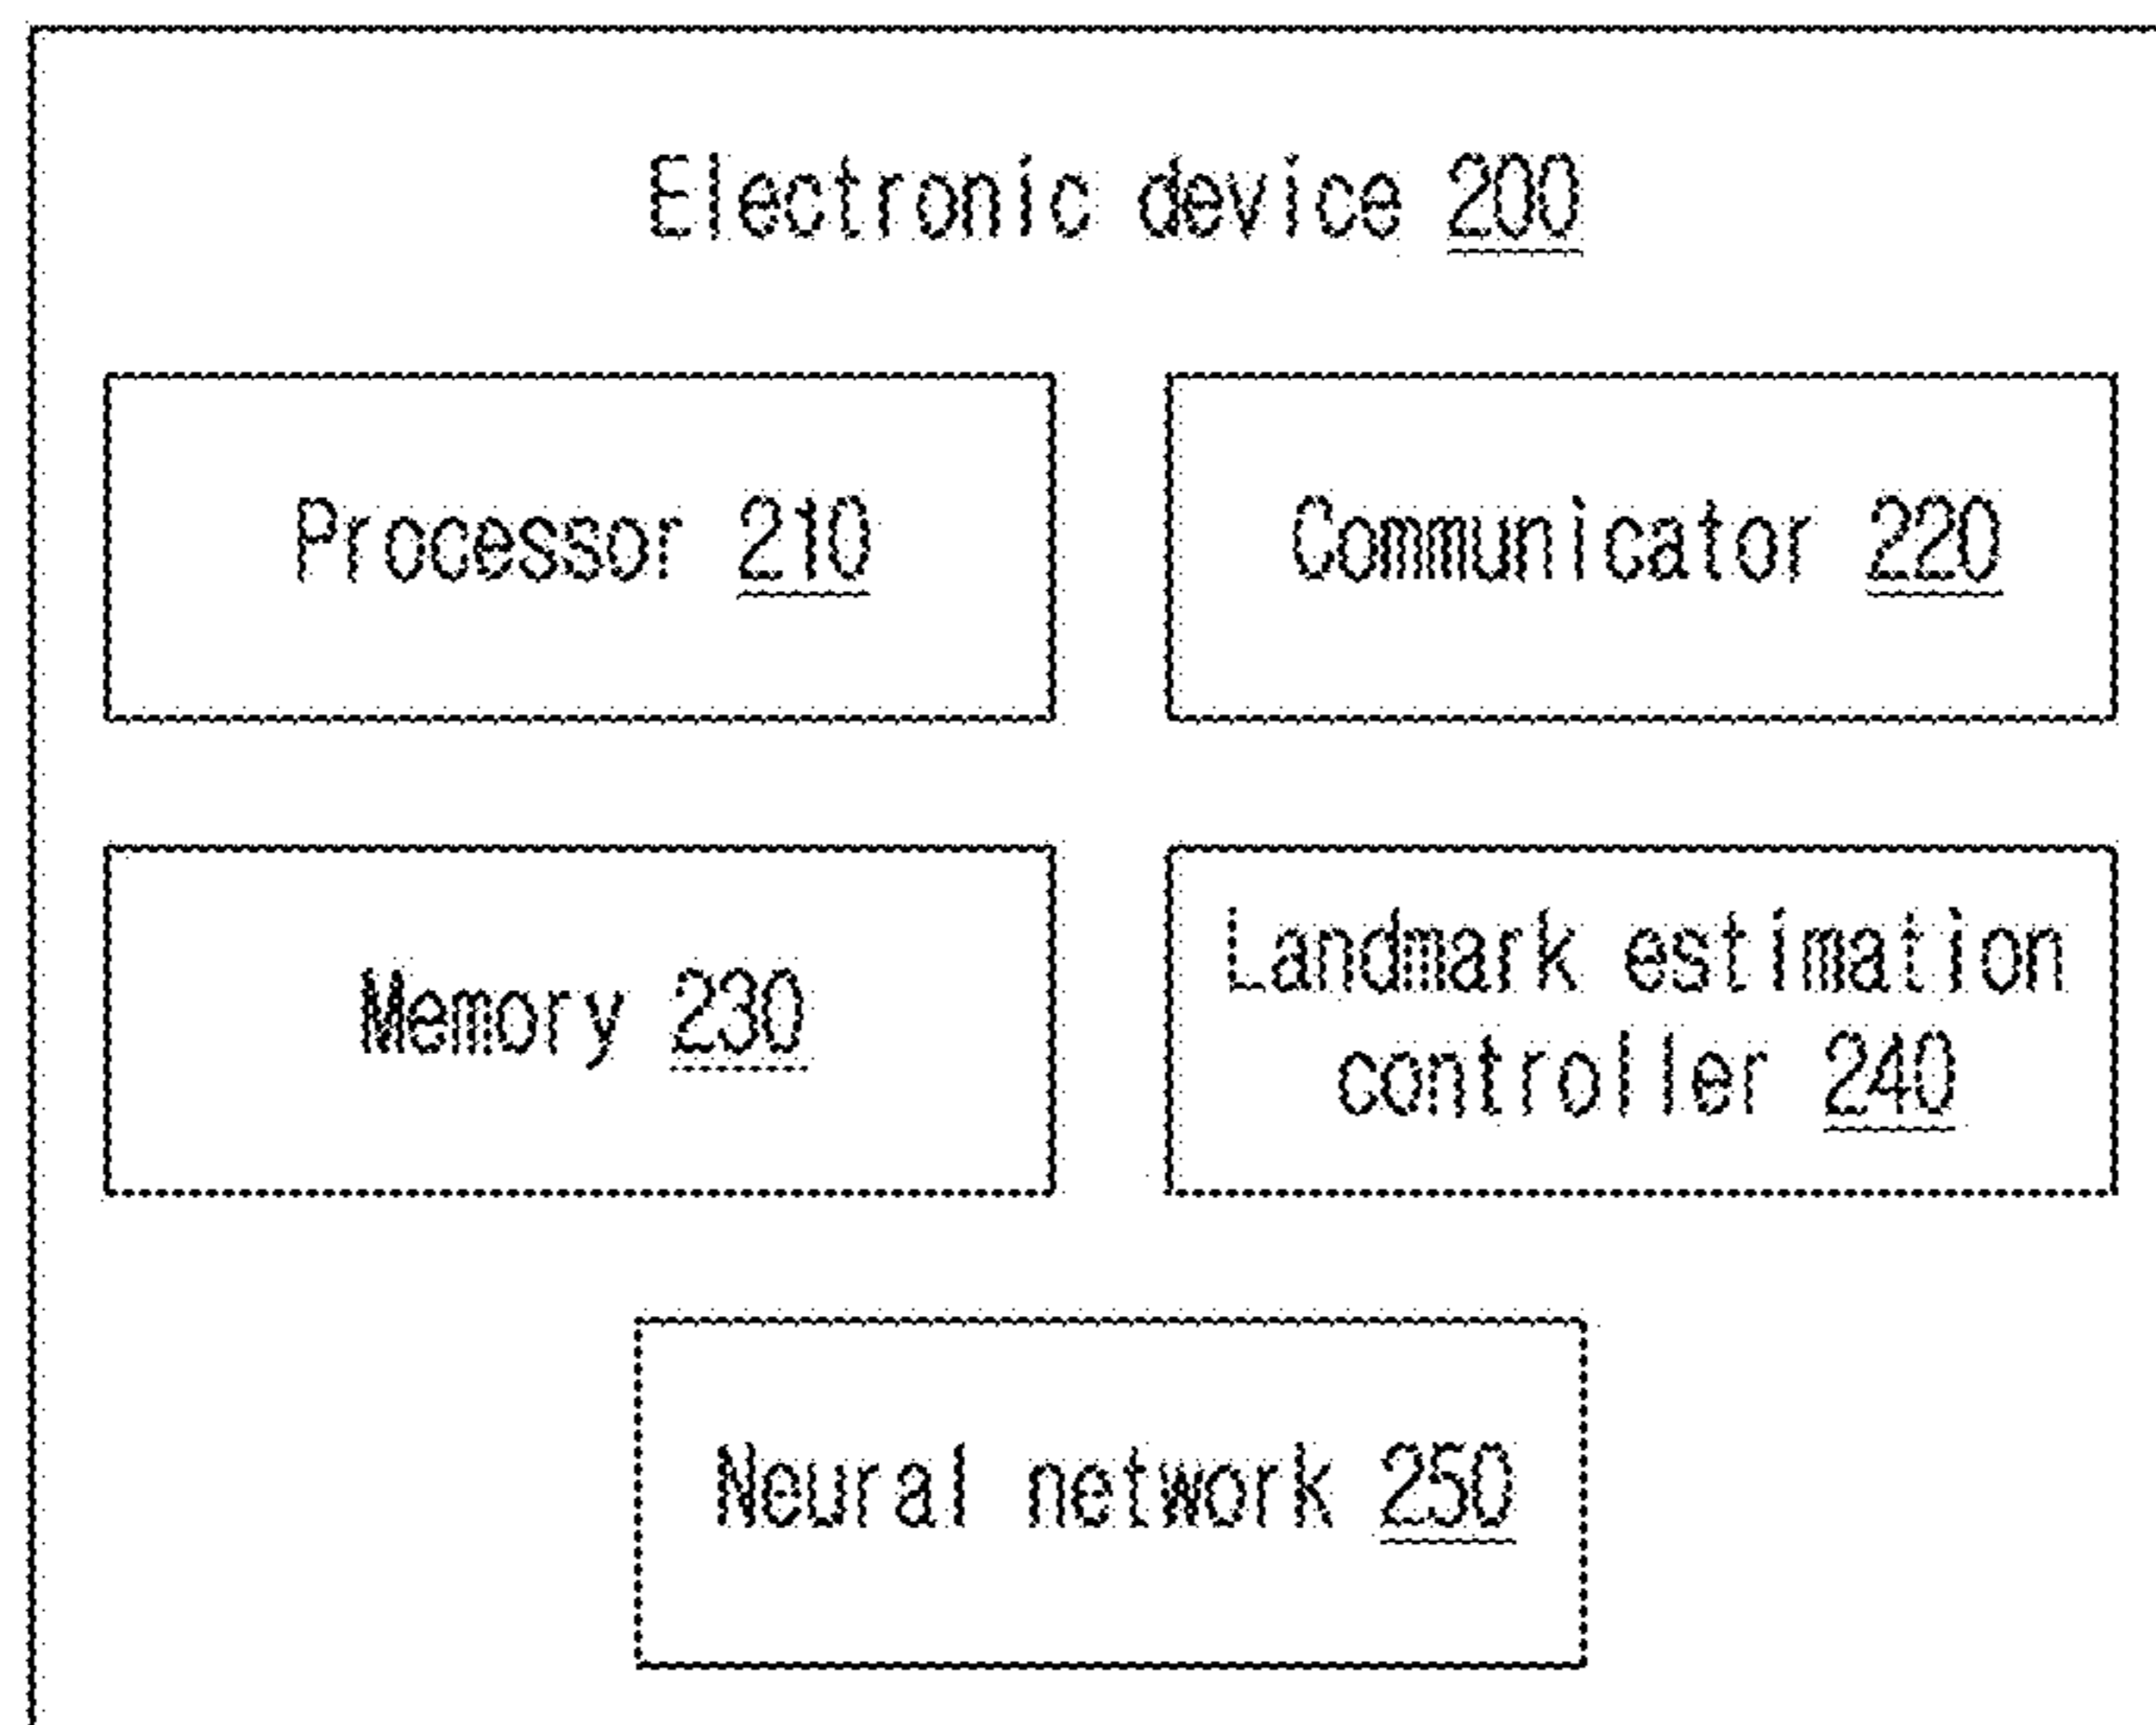 Electronic device 200
Processor 210
Communicator 220
Memory 230
Landmark estimation
controller 240
Neural network 250